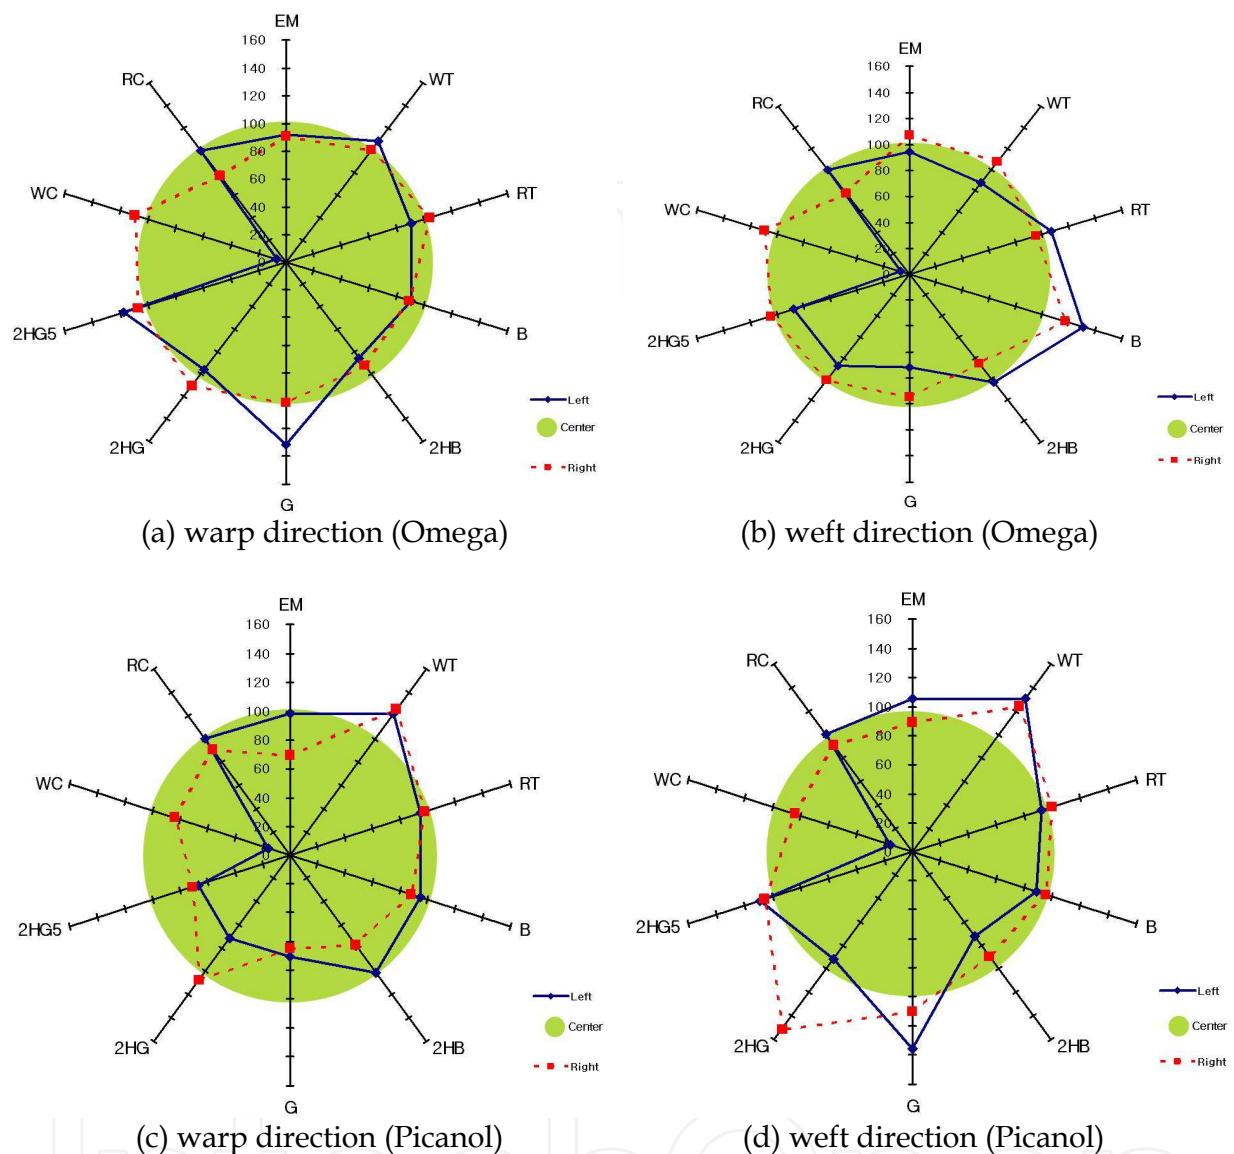 EM
160
140
120
100
80
60
40
20
0
RC
WT
WC
RT
2HG5
B
2HG
2HB
G
Left
Center
Right
(a) warp direction (Omega)
EM
160
140
120
100
80
60
40
20
0
RC
WT
WC
RT
2HG5
B
2HG
2HB
G
Left
Center
Right
(b) weft direction (Omega)
EM
160
140
120
100
80
60
40
20
0
RC
WT
WC
RT
2HG5
B
2HG
2HB
G
Left
Center
Right
(c) warp direction (Picanol)
EM
160
140
120
100
80
60
40
20
0
RC
WT
WC
RT
2HG5
B
2HG
2HB
G
Left
Center
Right
(d) weft direction (Picanol)